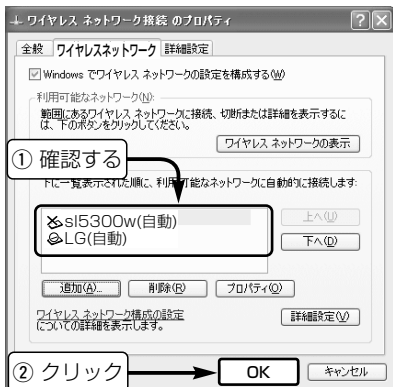 ワイヤレス ネットワーク接続 のプロパティ
全般 ワイヤレスネットワーク 詳細設定
Windows でワイヤレス ネットワークの設定を構成する(W)
利用可能なネットワーク(N):
範囲にあるワイヤレス ネットワークに接続、切断または詳細を表示するに
は、下のボタンをクリックしてください。
ワイヤレス ネットワークの表示
① 確認する
下に一覧表示された順に、利用可能なネットワークに自動的に接続します:
sl5300w(自動)
LG(自動)
上へ(U)
下へ(D)
追加(A)... 削除(R) プロパティ(O)
ワイヤレス ネットワーク構成の設定
についての詳細を表示します。
詳細設定(V)
② クリック
OK キャンセル